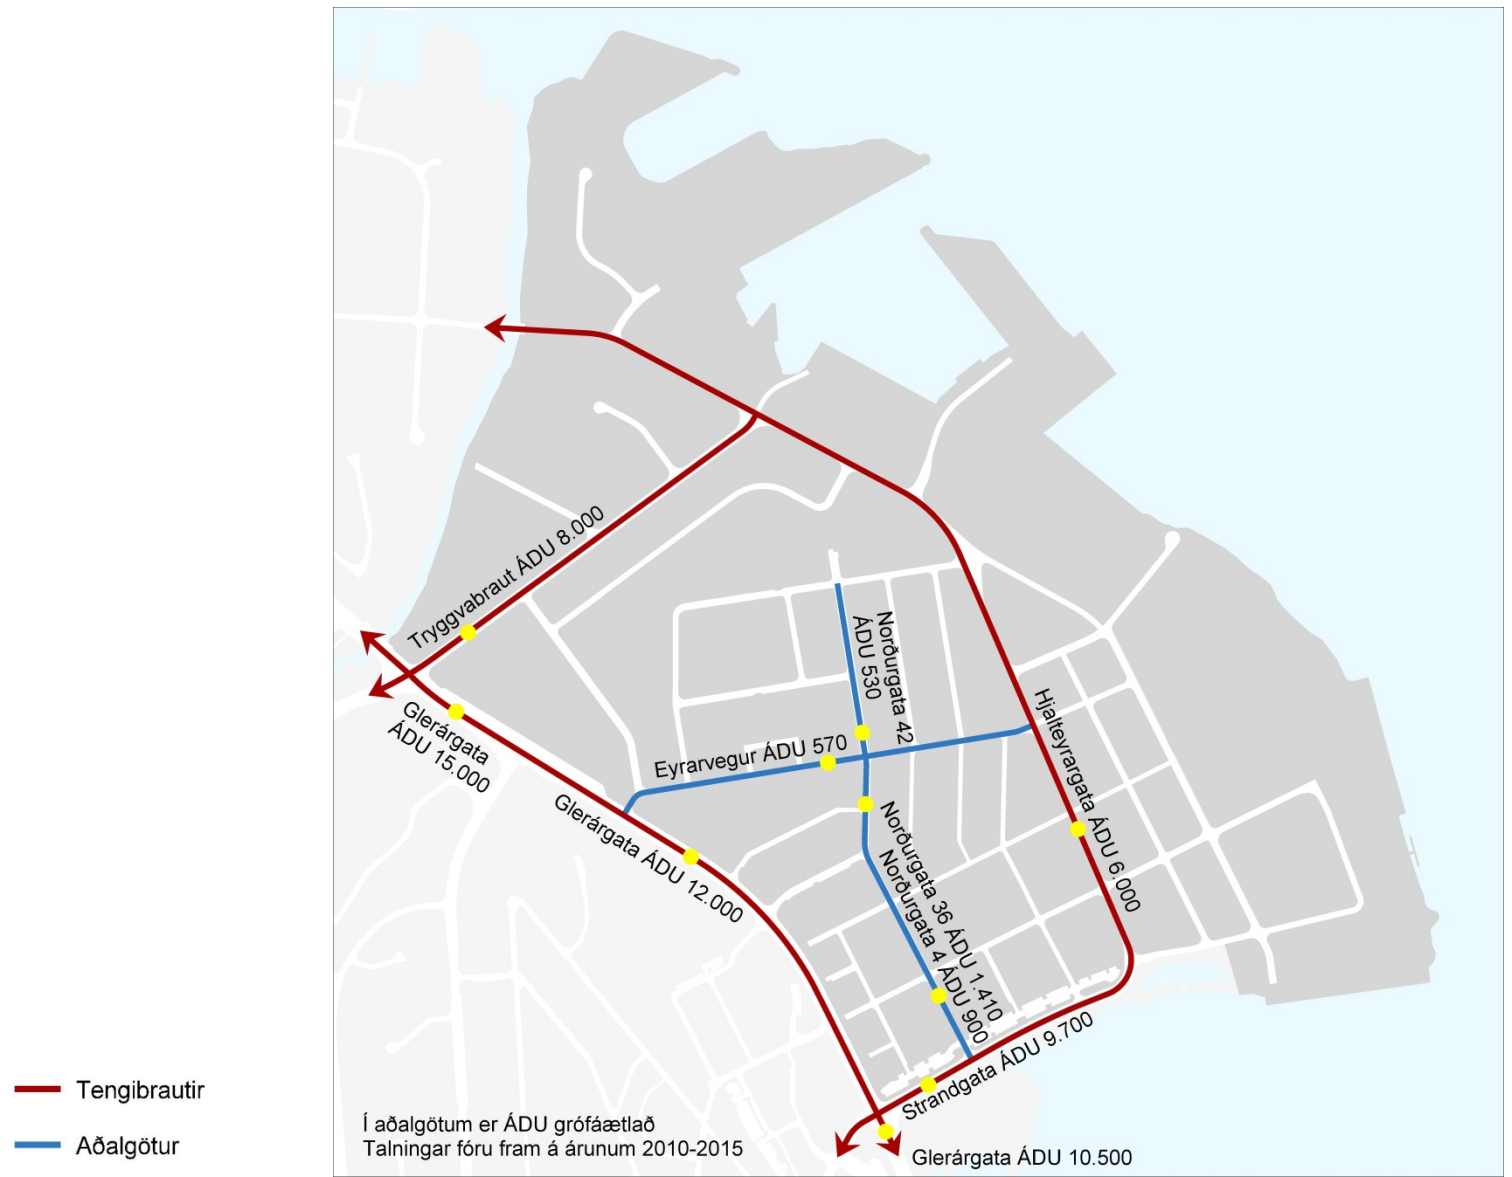 Tryggvabraut ÁDU 8.000
Norðurgata 42
ÁDU 530
Glerárgata
ÁDU 15.000
Eyrarvegur ÁDU 570
Hjalteyrargata ÁDU 6.000
Glerárgata ÁDU 12.000
Norðurgata 36 ÁDU 1.410
Norðurgata 4 ÁDU 900
Strandgata ÁDU 9.700
Glerárgata ÁDU 10.500
Í aðalgötum er ÁDU grófáætlað
Talningar fóru fram á árunum 2010-2015
Tengibrautir
Aðalgötur